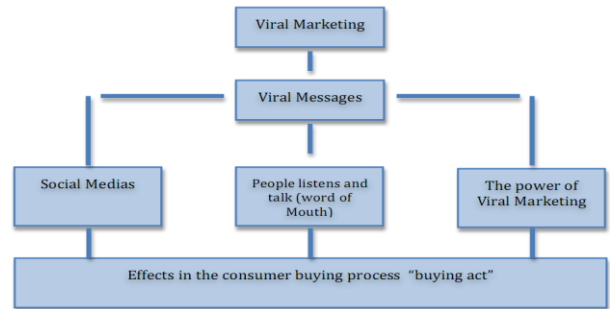 Viral Marketing
Viral Messages
Social Medias
People listens and
talk (word of
Mouth)
The power of
Viral Marketing
Effects in the consumer buying process “buying act”